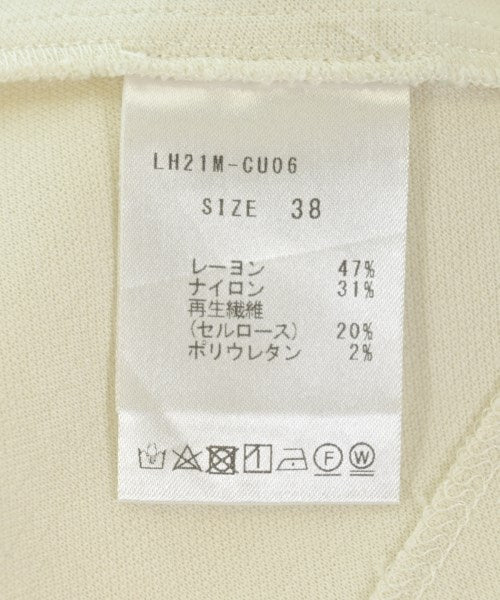 LH21M-CU06
SIZE 38
レーヨン 47%
ナイロン 31%
再生繊維
(セルロース) 20%
ポリウレタン 2%
F W